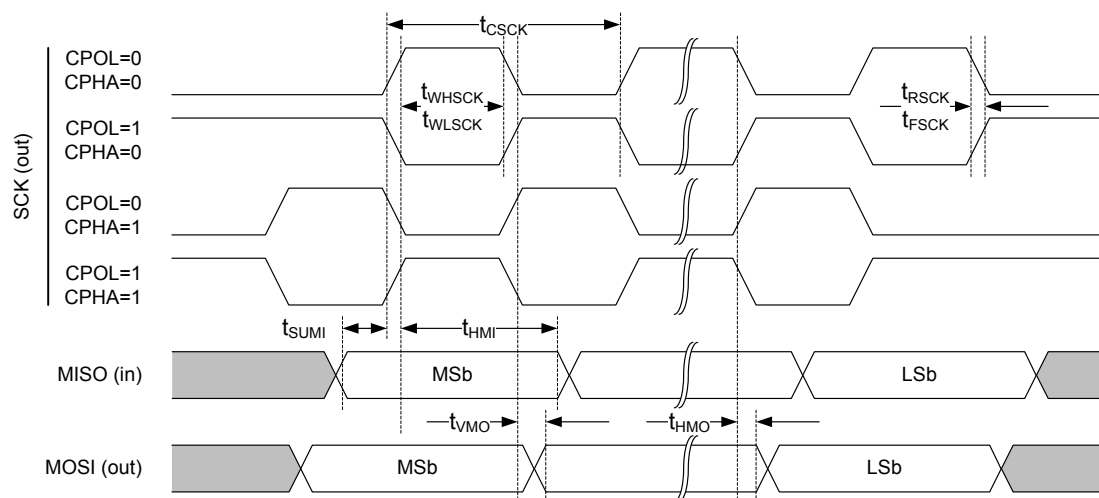 tCSCK
SCK (out)
CPOL=0
CPHA=0
tWHSCK
tWLSCK
tRSCK
tFSCK
CPOL=1
CPHA=0
CPOL=0
CPHA=1
CPOL=1
CPHA=1
tSUMI
tHMI
MISO (in)
MSb
LSb
tVMO
tHMO
MOSI (out)
MSb
LSb